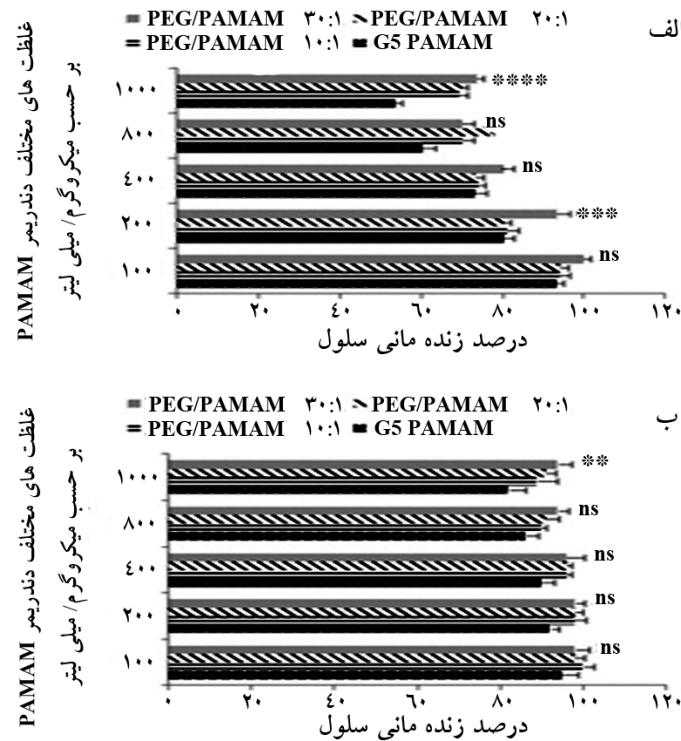 الف
PEG/PAMAM ۳۰:۱ PEG/PAMAM ۲۰:۱
PEG/PAMAM ۱۰:۱ G5 PAMAM
غلظت های مختلف دندریمر PAMAM
بر حسب میکروگرم/ میلی لیتر
۱۰۰۰ ****
۸۰۰ ns
۴۰۰ ns
۲۰۰ ***
۱۰۰ ns
۰ ۲۰ ۴۰ ۶۰ ۸۰ ۱۰۰ ۱۲۰
درصد زنده مانی سلول
ب
PEG/PAMAM ۳۰:۱ PEG/PAMAM ۲۰:۱
PEG/PAMAM ۱۰:۱ G5 PAMAM
غلظت های مختلف دندریمر PAMAM
بر حسب میکروگرم/ میلی لیتر
۱۰۰۰ **
۸۰۰ ns
۴۰۰ ns
۲۰۰ ns
۱۰۰ ns
۰ ۲۰ ۴۰ ۶۰ ۸۰ ۱۰۰ ۱۲۰
درصد زنده مانی سلول